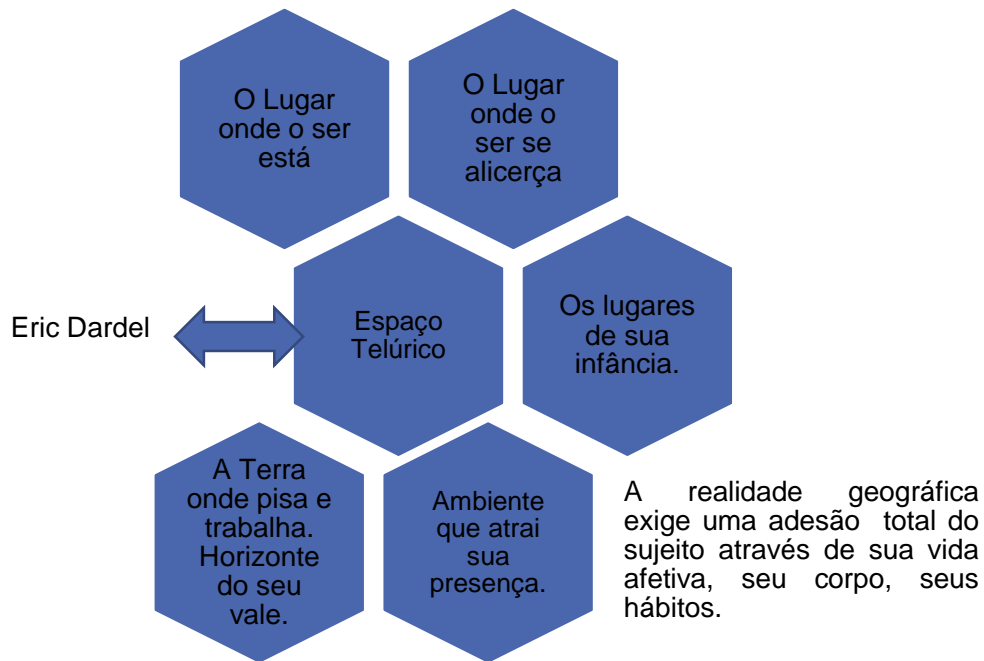 O Lugar
onde o ser
está
O Lugar
onde o
ser se
alicerça
Eric Dardel
Espaço
Telúrico
Os lugares
de sua
infância.
A Terra
onde pisa e
trabalha.
Horizonte
do seu
vale.
Ambiente
que atrai
sua
presença.
A realidade geográfica
exige uma adesão total do
sujeito através de sua vida
afetiva, seu corpo, seus
hábitos.